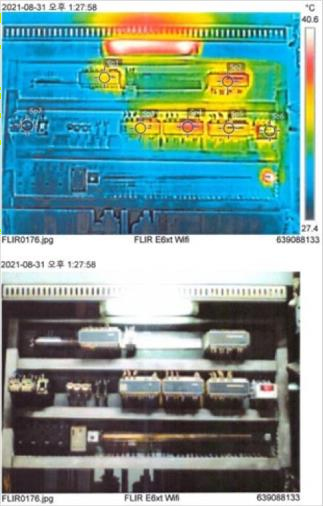 2021-08-31 오후 1:27:58
°C
40.6
Sp1
27.4
FLIR0176.jpg FLIR E6xt Wifi 639088133
2021-08-31 오후 1:27:58
FLIR0176.jpg FLIR E6xt Wifi 639088133